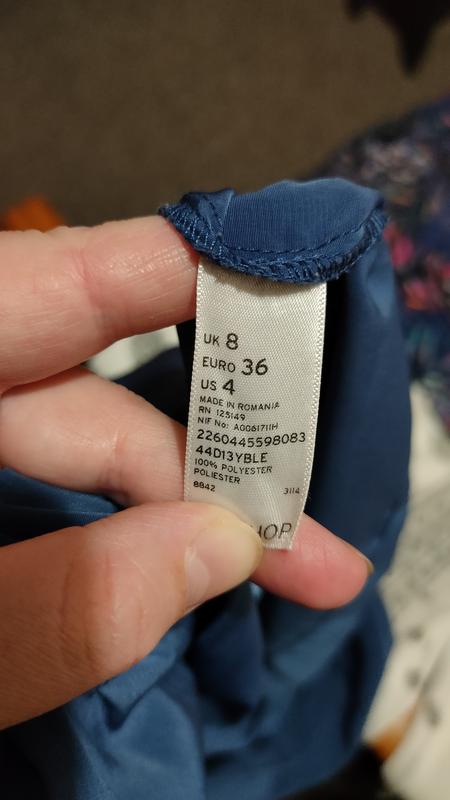 UK 8
EURO 36
US 4
MADE IN ROMANIA
RN 125149
NIF No: A0061711H
2260445598083
44D13YBLE
100% POLYESTER
POLIESTER
8842 3114
HOP